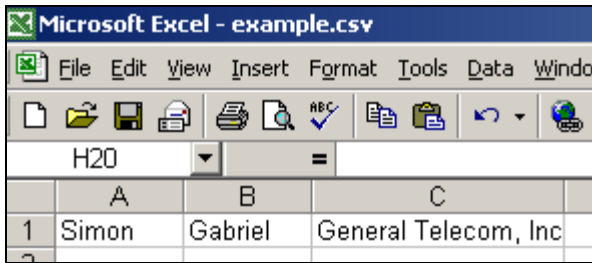 Microsoft Excel - example.csv
File Edit View Insert Format Tools Data Windo
ABC
H20 =
A B C
1 Simon Gabriel General Telecom, Inc